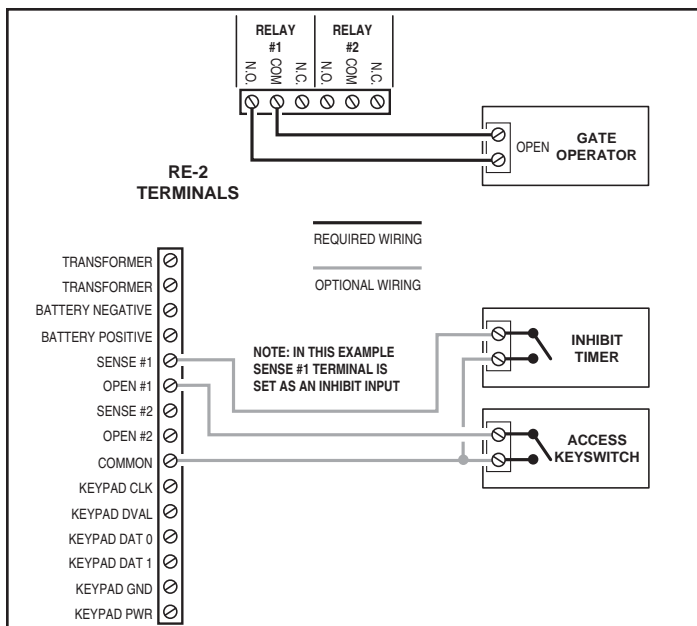 RELAY
#1
RELAY
#2
N.O.
COM
N.C.
N.O.
COM
N.C.
OPEN
GATE
OPERATOR
RE-2
TERMINALS
REQUIRED WIRING
OPTIONAL WIRING
TRANSFORMER
TRANSFORMER
BATTERY NEGATIVE
BATTERY POSITIVE
SENSE #1
OPEN #1
SENSE #2
OPEN #2
COMMON
KEYPAD CLK
KEYPAD DVAL
KEYPAD DAT 0
KEYPAD DAT 1
KEYPAD GND
KEYPAD PWR
NOTE: IN THIS EXAMPLE
SENSE #1 TERMINAL IS
SET AS AN INHIBIT INPUT
INHIBIT
TIMER
ACCESS
KEYSWITCH